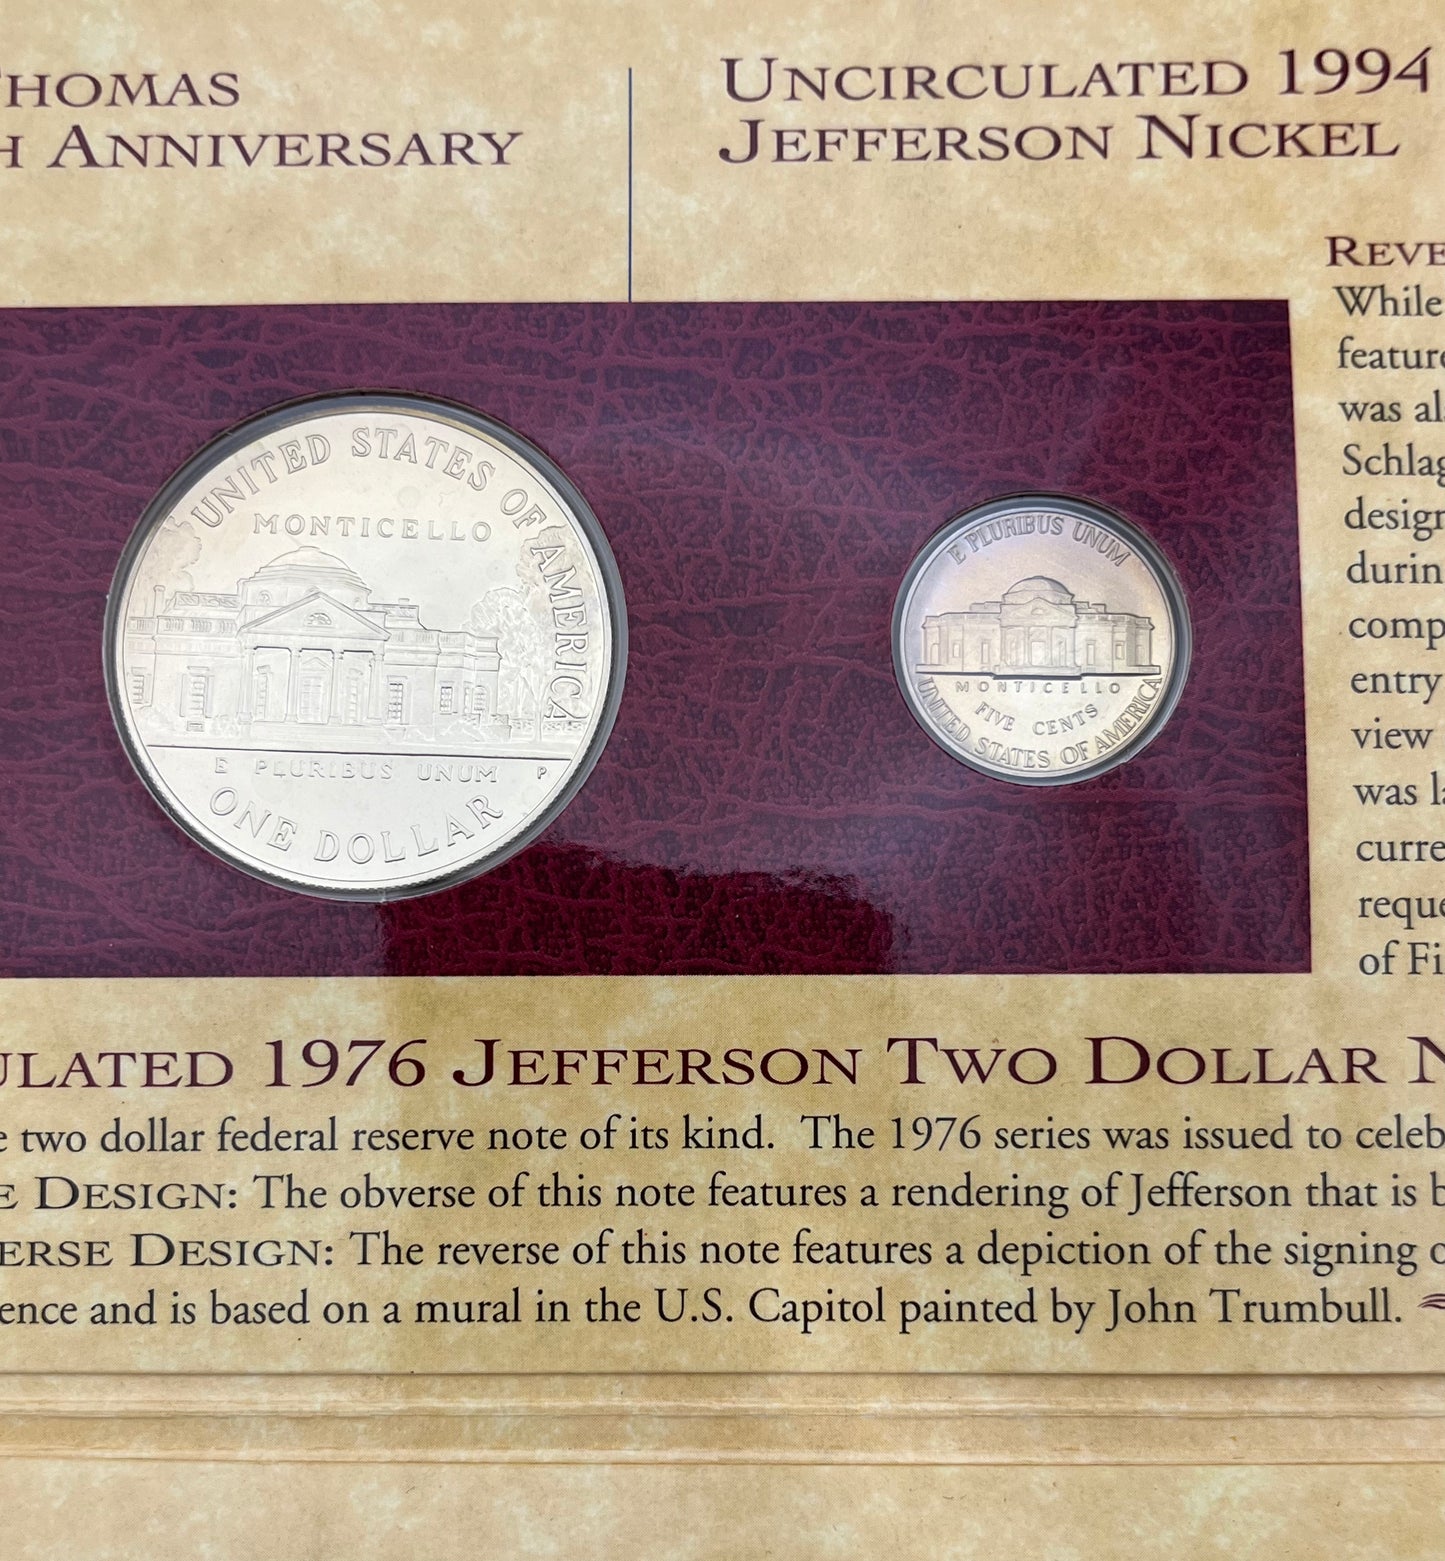 THOMAS
H ANNIVERSARY
UNCIRCULATED 1994
JEFFERSON NICKEL
REVE
While
feature
was al
Schlag
design
durin
comp
entry
view
was la
curre
reque
of Fi
UNITED STATES OF AMERICA
MONTICELLO
E PLURIBUS UNUM P
ONE DOLLAR
E PLURIBUS UNUM
MONTICELLO
FIVE CENTS
UNITED STATES OF AMERICA
ULATED 1976 JEFFERSON TWO DOLLAR N
e two dollar federal reserve note of its kind. The 1976 series was issued to celeb
E DESIGN: The obverse of this note features a rendering of Jefferson that is b
ERSE DESIGN: The reverse of this note features a depiction of the signing o
ence and is based on a mural in the U.S. Capitol painted by John Trumbull.